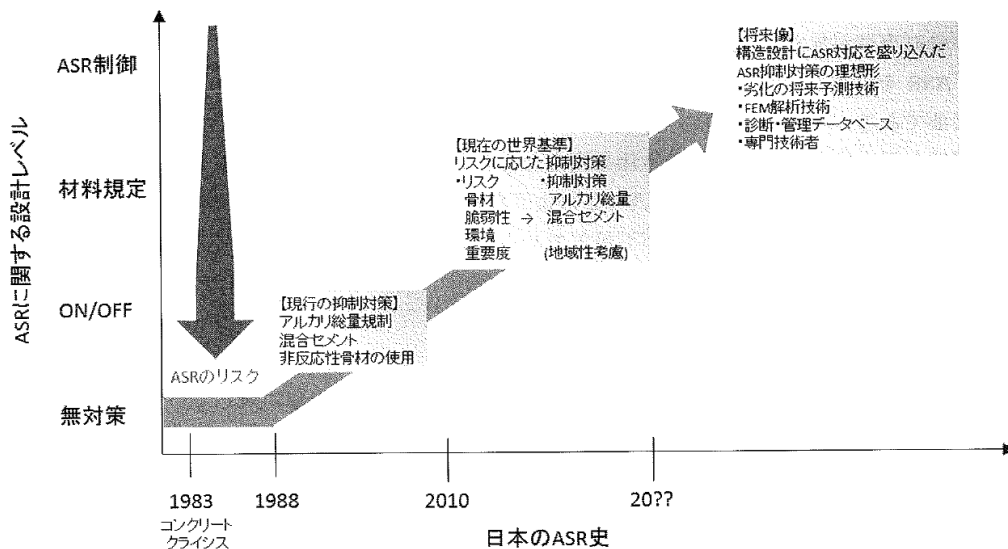 ASRに関する設計レベル
ASR制御
材料規定
ON/OFF
無対策
ASRのリスク
【現行の抑制対策】
アルカリ総量規制
混合セメント
非反応性骨材の使用
【現在の世界基準】
リスクに応じた抑制対策
・リスク ・抑制対策
骨材 アルカリ総量
脆弱性 → 混合セメント
環境
重要度 (地域性考慮)
【将来像】
構造設計にASR対応を盛り込んだ
ASR抑制対策の理想形
・劣化の将来予測技術
・FEM解析技術
・診断・管理データベース
・専門技術者
1983 1988 2010 20??
コンクリート
クライシス
日本のASR史